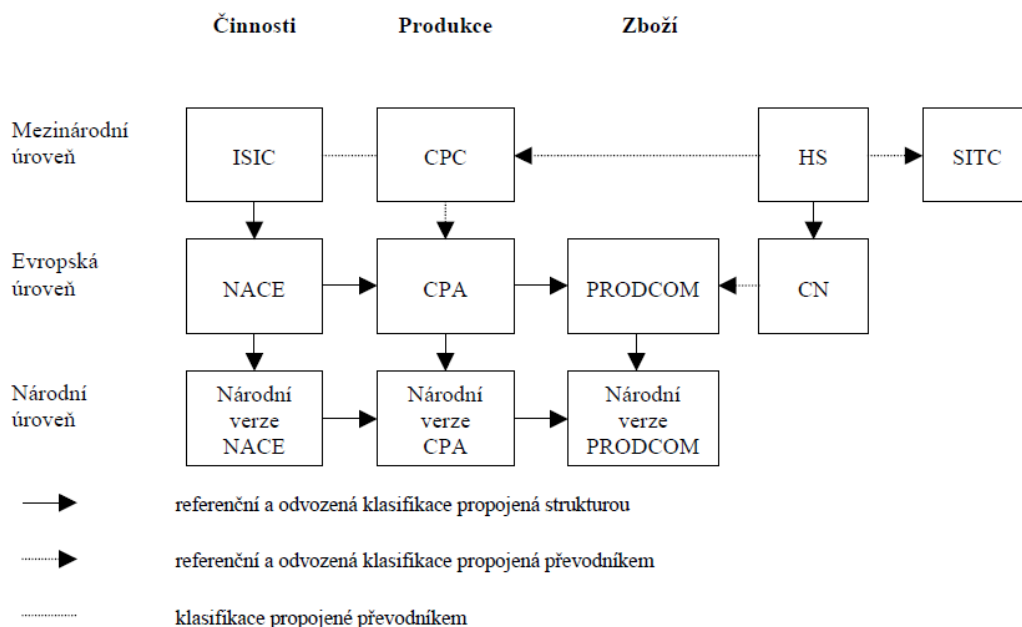 Činnosti Produkce Zboží
Mezinárodní
úroveň
ISIC CPC HS SITC
Evropská
úroveň
NACE CPA PRODCOM CN
Národní
úroveň
Národní
verze
NACE
Národní
verze
CPA
Národní
verze
PRODCOM
referenční a odvozená klasifikace propojená strukturou
referenční a odvozená klasifikace propojená převodníkem
klasifikace propojené převodníkem